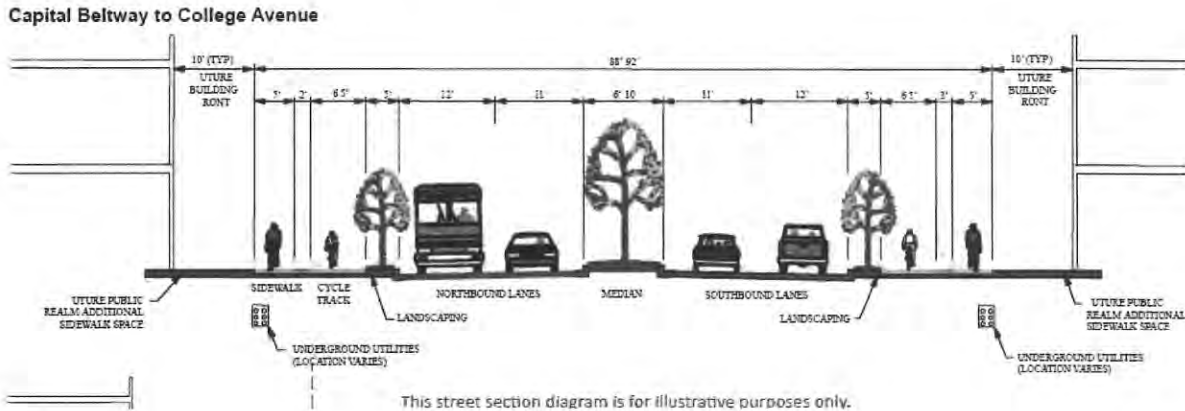 Capital Beltway to College Avenue
10' (TYP)
88' 92'
10' (TYP)
UTURE
BUILDING
RONT
UTURE
BUILDING
RONT
5'
2'
6 5'
5'
12'
11
6' 10
11'
12'
5'
6 5'
3'
5'
SIDEWALK
CYCLE
TRACK
NORTHBOUND LANES
MEDIAN
SOUTHBOUND LANES
UTURE PUBLIC
REALM ADDITIONAL
SIDEWALK SPACE
LANDSCAPING
LANDSCAPING
UTURE PUBLIC
REALM ADDITIONAL
SIDEWALK SPACE
UNDERGROUND UTILITIES
(LOCATION VARIES)
UNDERGROUND UTILITIES
(LOCATION VARIES)
This street section diagram is for illustrative purposes only.